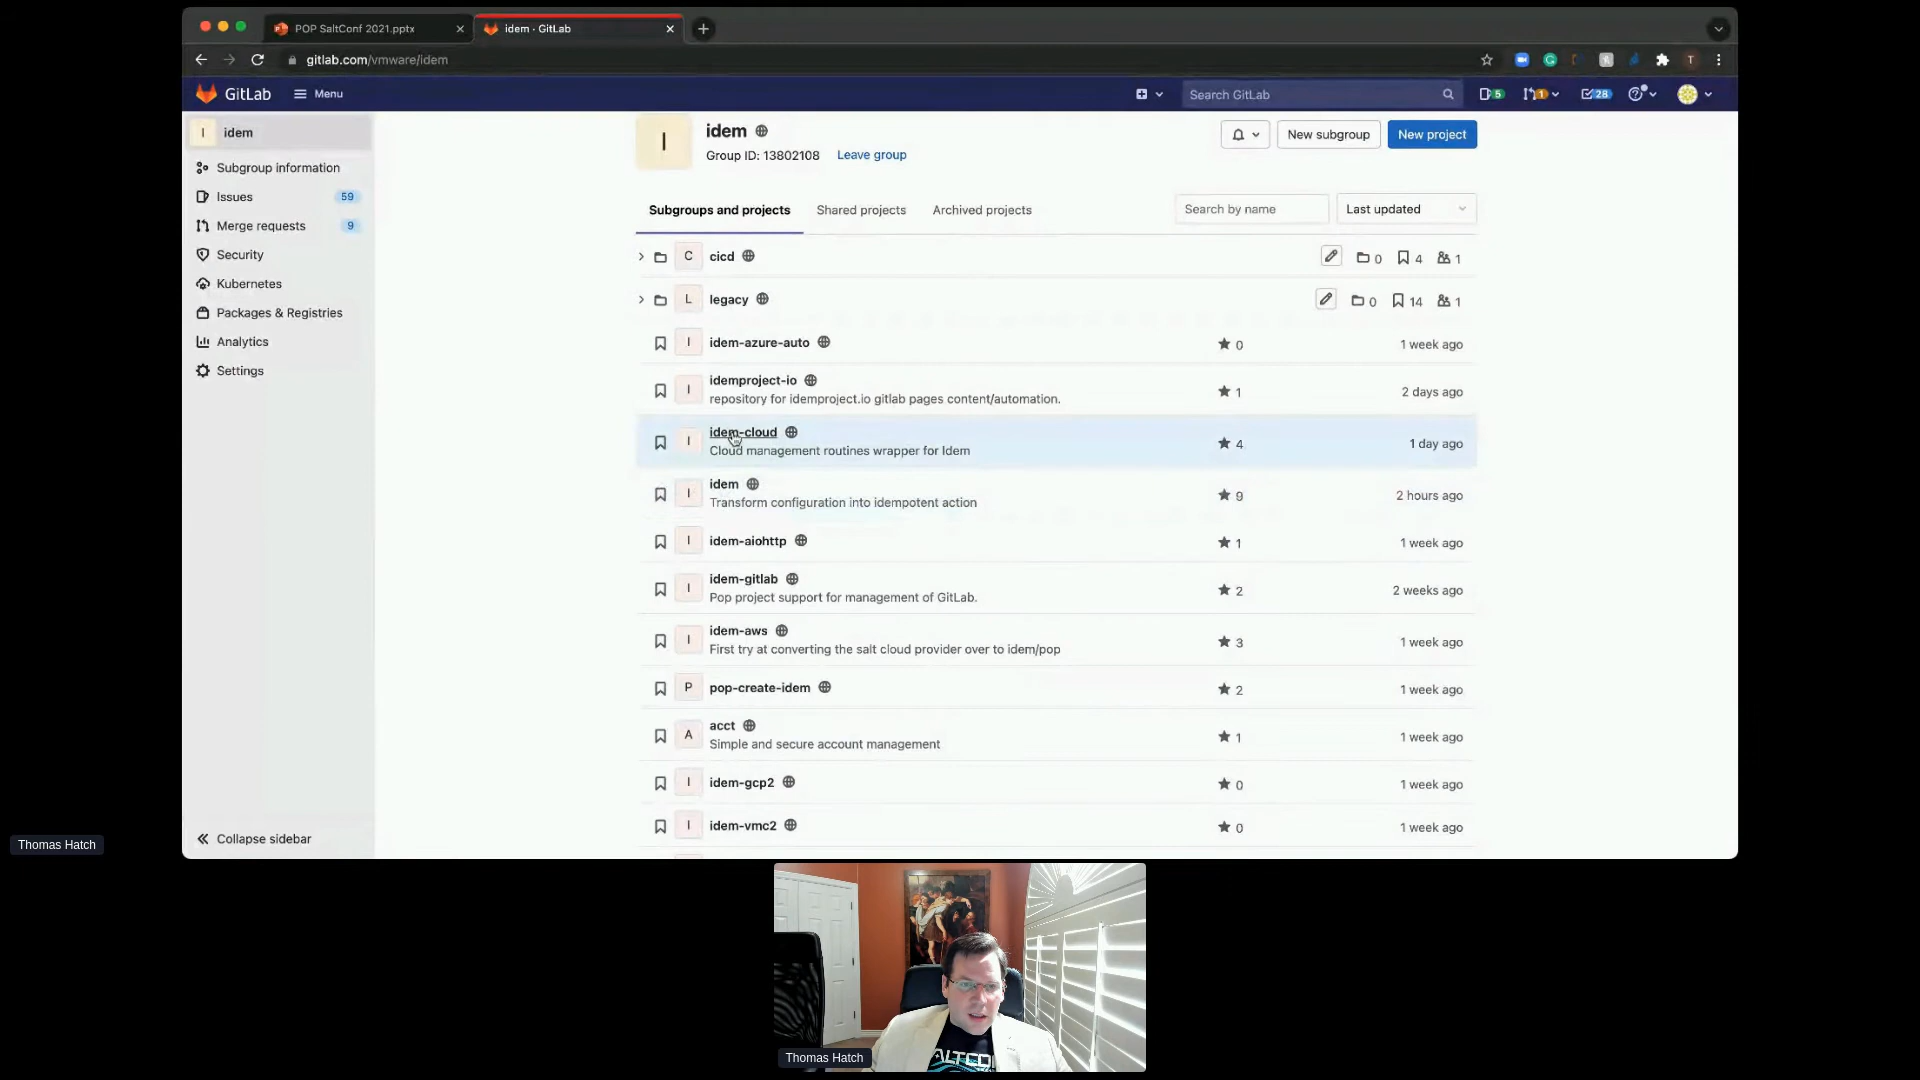 POP SaltConf 2021.pptx
idem · GitLab
gitlab.com/vmware/idem
T
GitLab
Menu
Search GitLab
5
1
28
I
idem
Subgroup information
Issues
59
Merge requests
9
Security
Kubernetes
Packages & Registries
Analytics
Settings
Collapse sidebar
I
idem
Group ID: 13802108
Leave group
New subgroup
New project
Subgroups and projects
Shared projects
Archived projects
Search by name
Last updated
C
cicd
0
4
1
L
legacy
0
14
1
I
idem-azure-auto
0
1 week ago
I
idemproject-io
repository for idemproject.io gitlab pages content/automation.
1
2 days ago
I
idem-cloud
Cloud management routines wrapper for Idem
4
1 day ago
I
idem
Transform configuration into idempotent action
9
2 hours ago
I
idem-aiohttp
1
1 week ago
I
idem-gitlab
Pop project support for management of GitLab.
2
2 weeks ago
I
idem-aws
First try at converting the salt cloud provider over to idem/pop
3
1 week ago
P
pop-create-idem
2
1 week ago
A
acct
Simple and secure account management
1
1 week ago
I
idem-gcp2
0
1 week ago
I
idem-vmc2
0
1 week ago
Thomas Hatch
Thomas Hatch